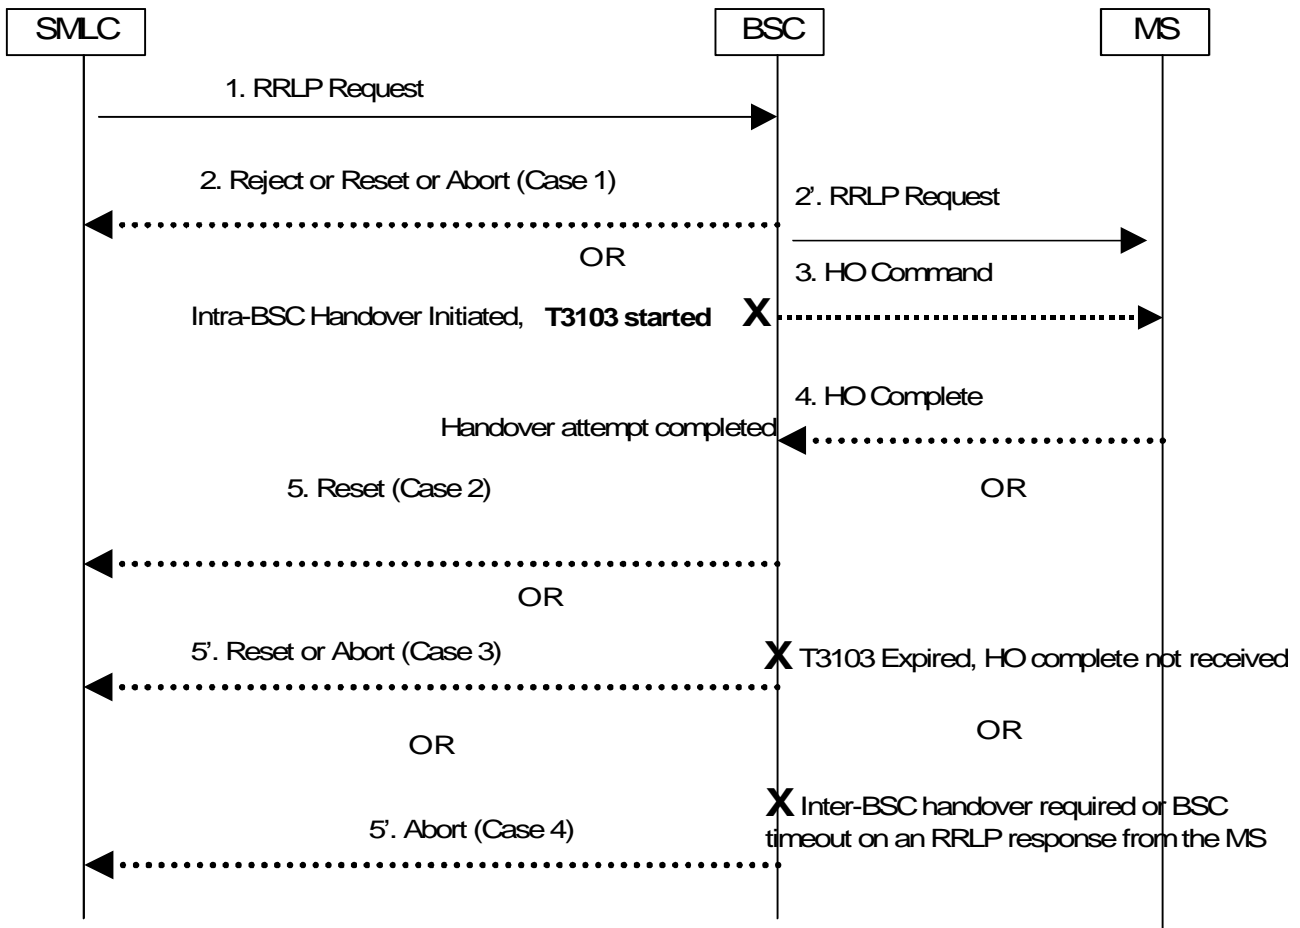 SMLC
BSC
MS
1. RRLP Request
2. Reject or Reset or Abort (Case 1)
2'. RRLP Request
OR
3. HO Command
Intra-BSC Handover Initiated, T3103 started X
4. HO Complete
Handover attempt completed
5. Reset (Case 2)
OR
OR
5'. Reset or Abort (Case 3)
X T3103 Expired, HO complete not received
OR
OR
X Inter-BSC handover required or BSC
timeout on an RRLP response from the MS
5'. Abort (Case 4)